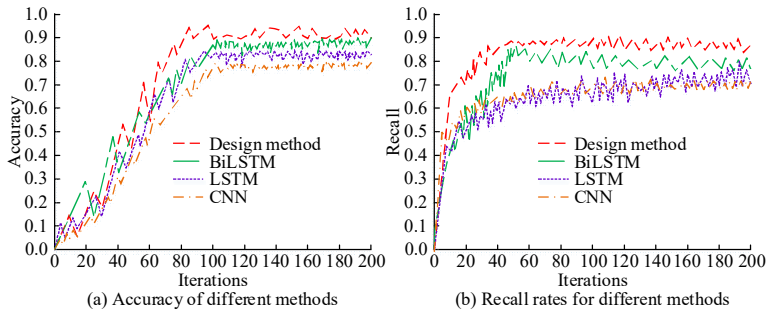 Accuracy
1.0
0.9
0.8
0.7
0.6
0.5
0.4
0.3
0.2
0.1
0.0
Design method
BiLSTM
LSTM
CNN
0 20 40 60 80 100 120 140 160 180 200
Iterations
(a) Accuracy of different methods
Recall
1.0
0.9
0.8
0.7
0.6
0.5
0.4
0.3
0.2
0.1
0.0
Design method
BiLSTM
LSTM
CNN
0 20 40 60 80 100 120 140 160 180 200
Iterations
(b) Recall rates for different methods